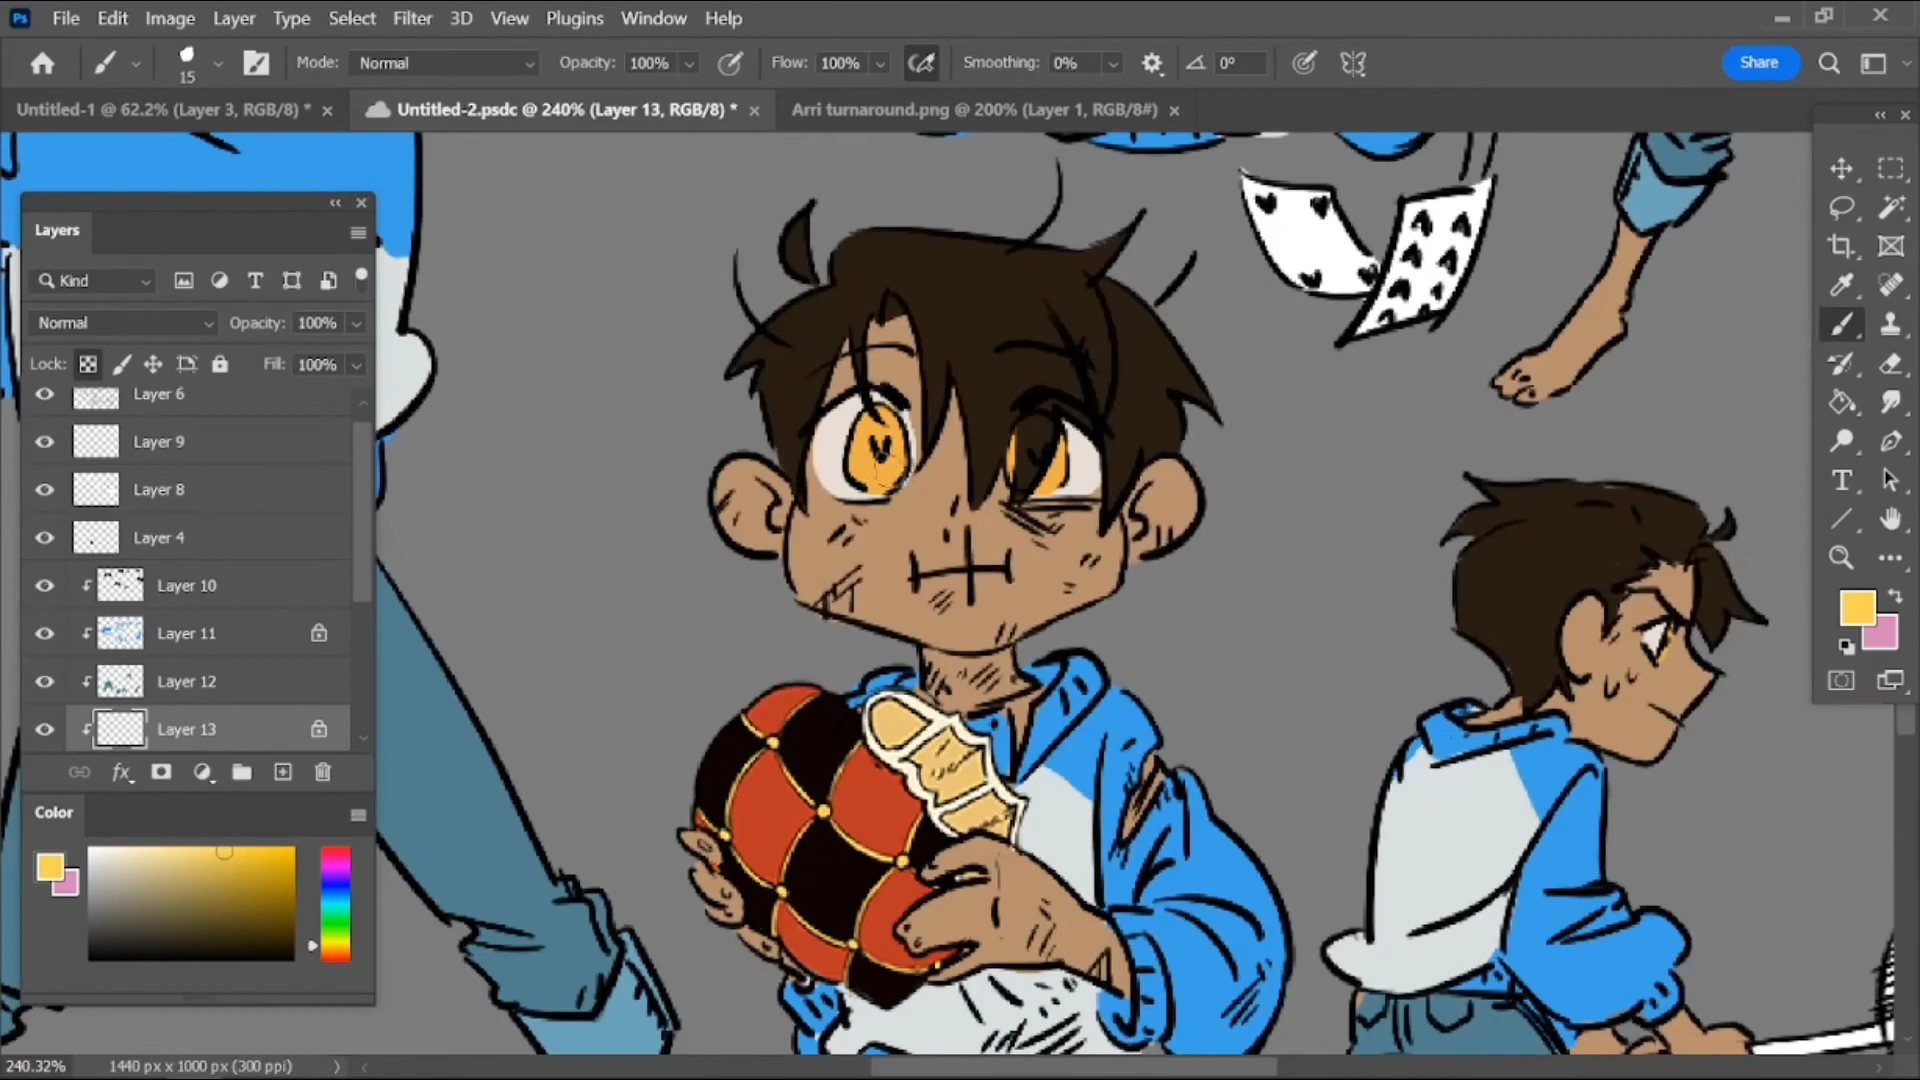 Ps File Edit Image Layer Type Select Filter 3D View Plugins Window Help
15 Mode: Normal Opacity: 100% Flow: 100% Smoothing: 0% 0° Share
Untitled-1 @ 62.2% (Layer 3, RGB/8) * × Untitled-2.psdc @ 240% (Layer 13, RGB/8) * × Arri turnaround.png @ 200% (Layer 1, RGB/8#) ×
Layers
Kind
Normal Opacity: 100%
Lock: Fill: 100%
Layer 6
Layer 9
Layer 8
Layer 4
Layer 10
Layer 11
Layer 12
Layer 13
fx
Color
240.32% 1440 px x 1000 px (300 ppi)